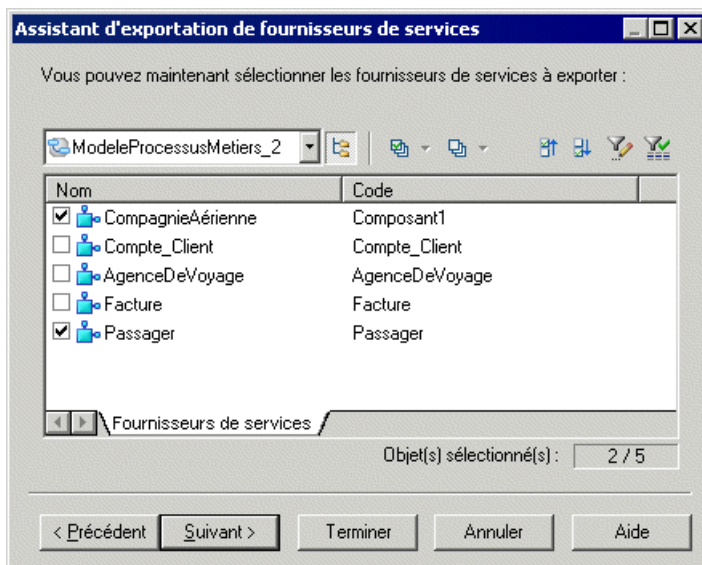 Assistant d'exportation de fournisseurs de services
Vous pouvez maintenant sélectionner les fournisseurs de services à exporter :
ModeleProcessusMetiers_2
Nom Code
CompagnieAérienne Composant1
Compte_Client Compte_Client
AgenceDeVoyage AgenceDeVoyage
Facture Facture
Passager Passager
Fournisseurs de services
Objet(s) sélectionné(s) : 2 / 5
< Précédent Suivant > Terminer Annuler Aide